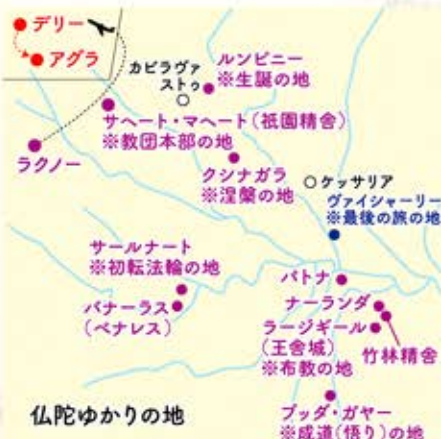 デリー
アグラ
ラクノー
カピラヴァ
ストゥ
ルンビニー
※生誕の地
サヘート・マヘート(祇園精舎)
※教団本部の地
クシナガラ
※涅槃の地
ケッサリア
ヴァイシャーリー
※最後の旅の地
サールナート
※初転法輪の地
バナーラス
(ベナレス)
パトナ
ナーランダ
ラージギール
(王舎城)
※布教の地
竹林精舎
ブッダ・ガヤー
※成道(悟り)の地
仏陀ゆかりの地